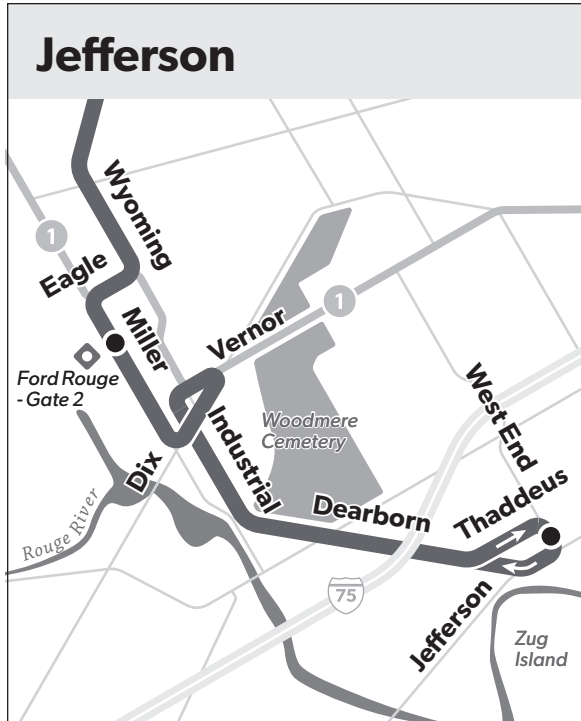 Jefferson
Wyoming
1
Eagle
Miller
1
Vernor
Ford Rouge
- Gate 2
West End
Woodmere
Cemetery
Industrial
Dix
Dearborn
Thaddeus
Rouge River
75
Jefferson
Zug
Island